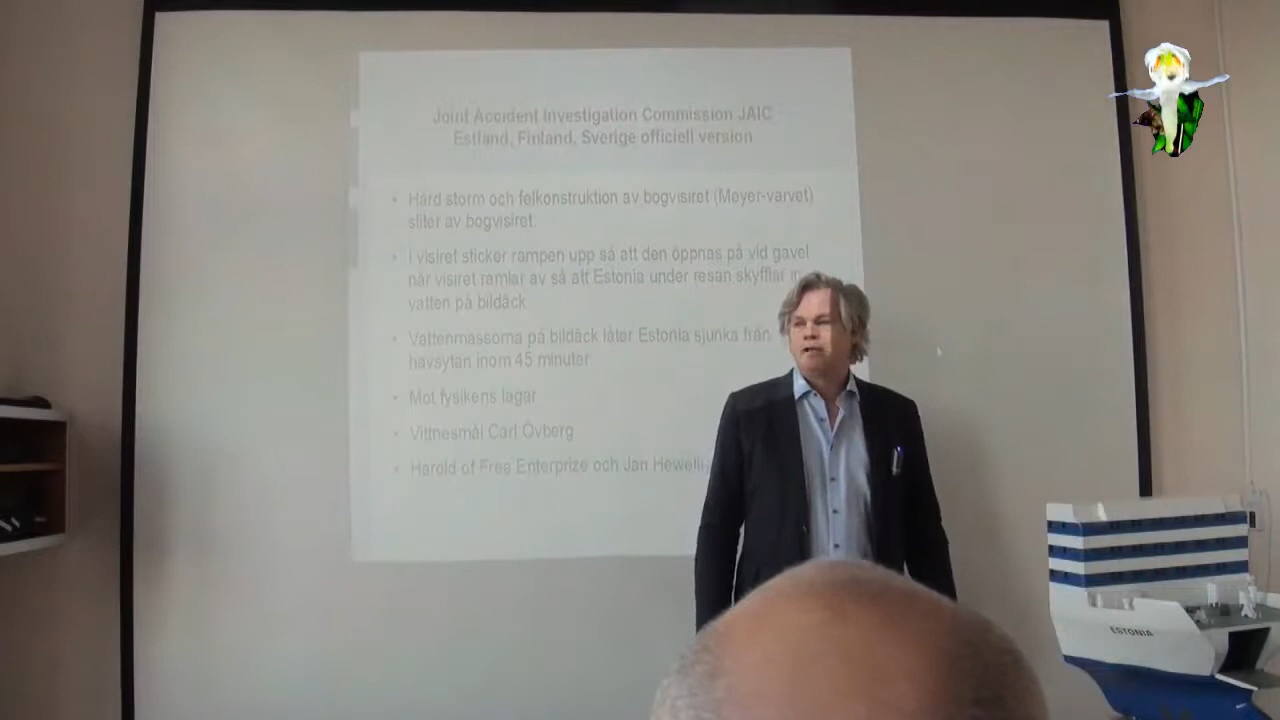 Joint Accident Investigation Commission JAIC
Estland, Finland, Sverige officiell version
• Hård storm och felkonstruktion av bogvisiret (Meyer-varvet)
sliter av bogvisiret.
• I visiret sticker rampen upp så att den öppnas på vid gavel
når visiret ramlar av så att Estonia under resan skyfflar in
vatten på bildäck
• Vattenmassorna på bildäck låter Estonia sjunka från
havsytan inom 45 minuter
• Mot fysikens lagar
• Vittnesmål Carl Övberg
• Harold of Free Enterprize och Jan Heweliu
ESTONIA